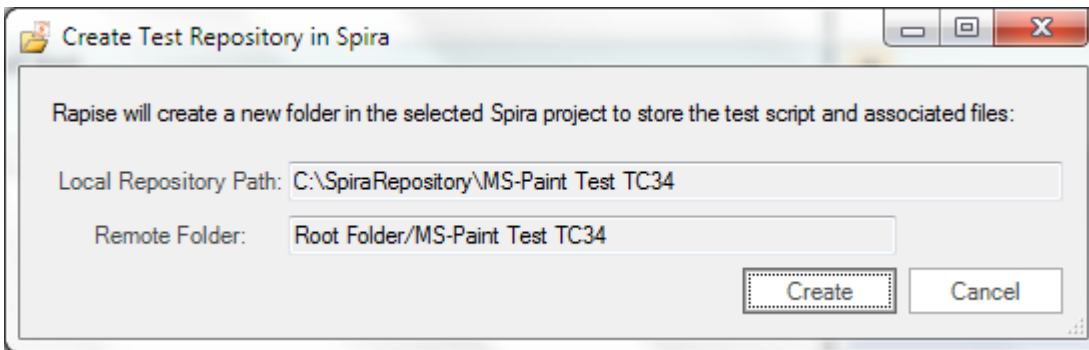 Create Test Repository in Spira
Rapise will create a new folder in the selected Spira project to store the test script and associated files:
Local Repository Path: C:\SpiraRepository\MS-Paint Test TC34
Remote Folder: Root Folder/MS-Paint Test TC34
Create Cancel